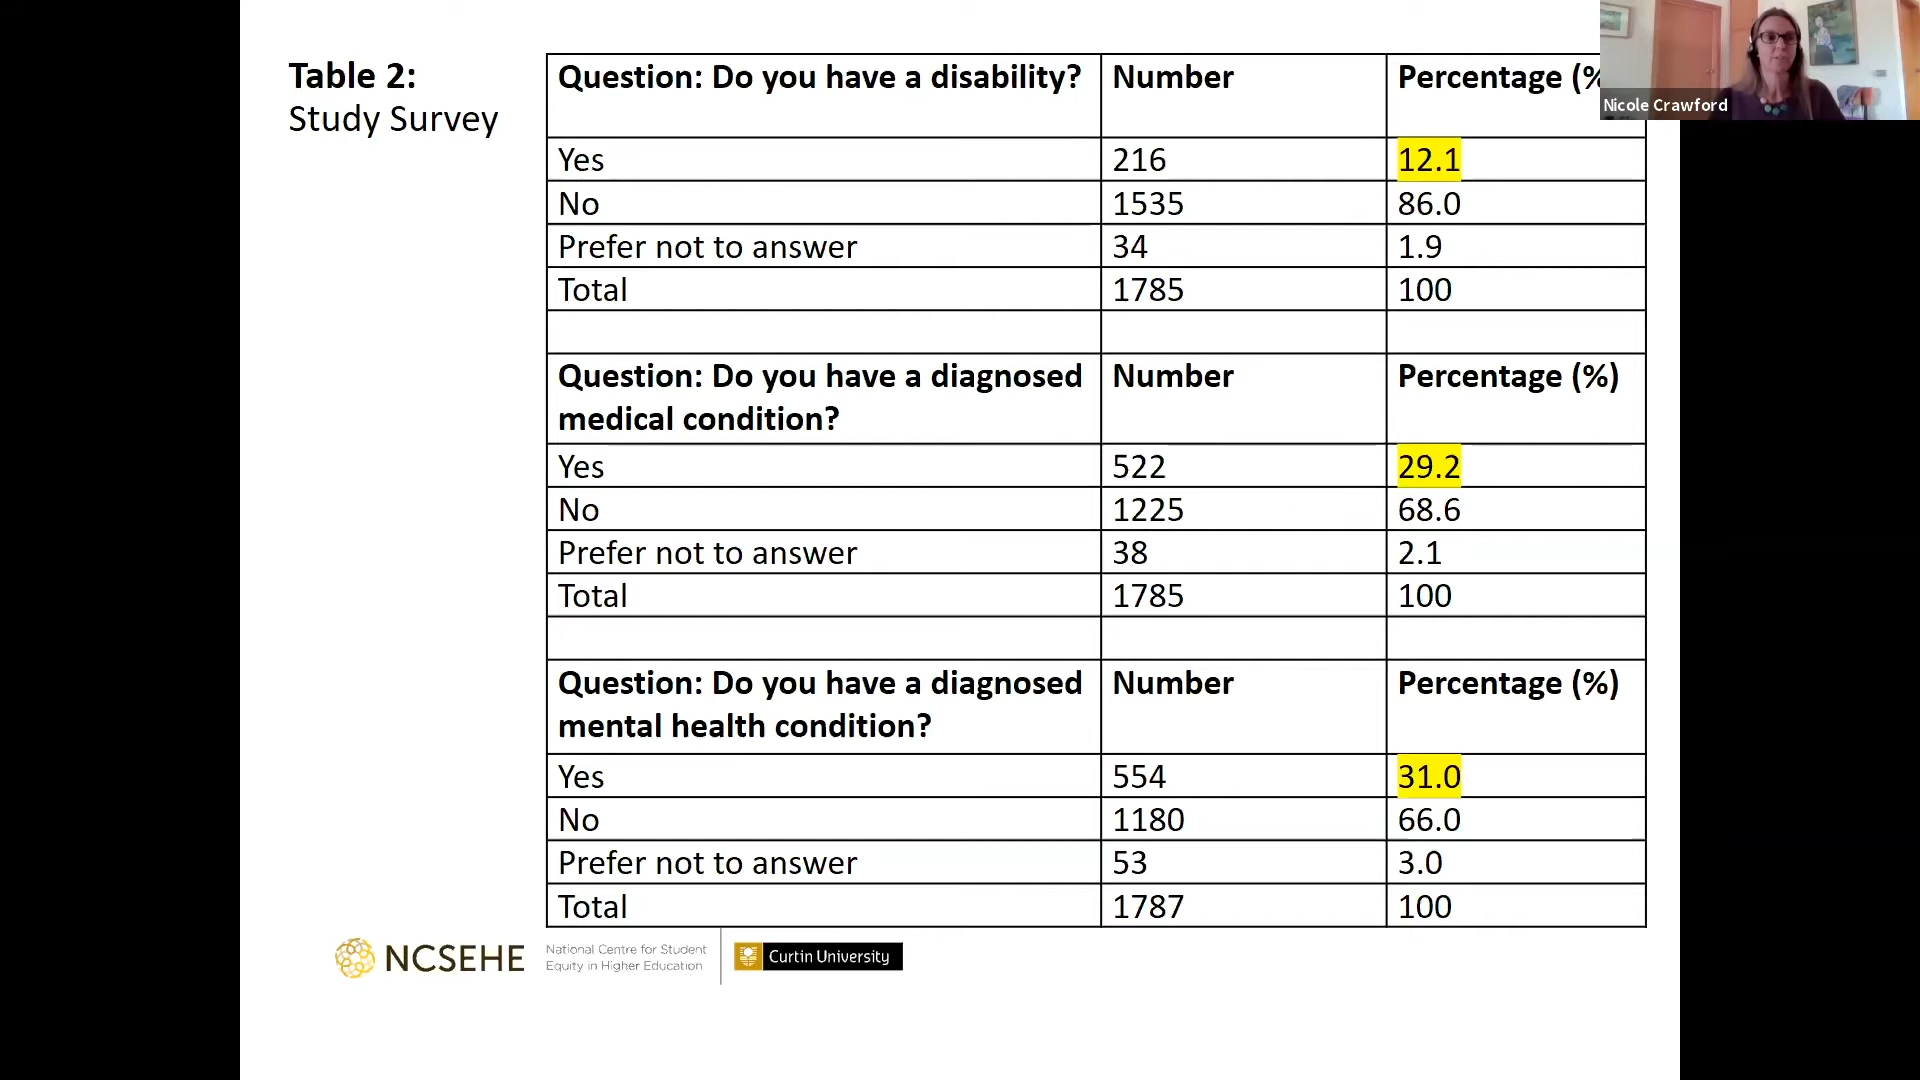 Table 2:
Study Survey
Question: Do you have a disability? Number Percentage (%
Yes 216 12.1
No 1535 86.0
Prefer not to answer 34 1.9
Total 1785 100
Question: Do you have a diagnosed Number Percentage (%)
medical condition?
Yes 522 29.2
No 1225 68.6
Prefer not to answer 38 2.1
Total 1785 100
Question: Do you have a diagnosed Number Percentage (%)
mental health condition?
Yes 554 31.0
No 1180 66.0
Prefer not to answer 53 3.0
Total 1787 100
Nicole Crawford
NCSEHE
National Centre for Student
Equity in Higher Education
Curtin University